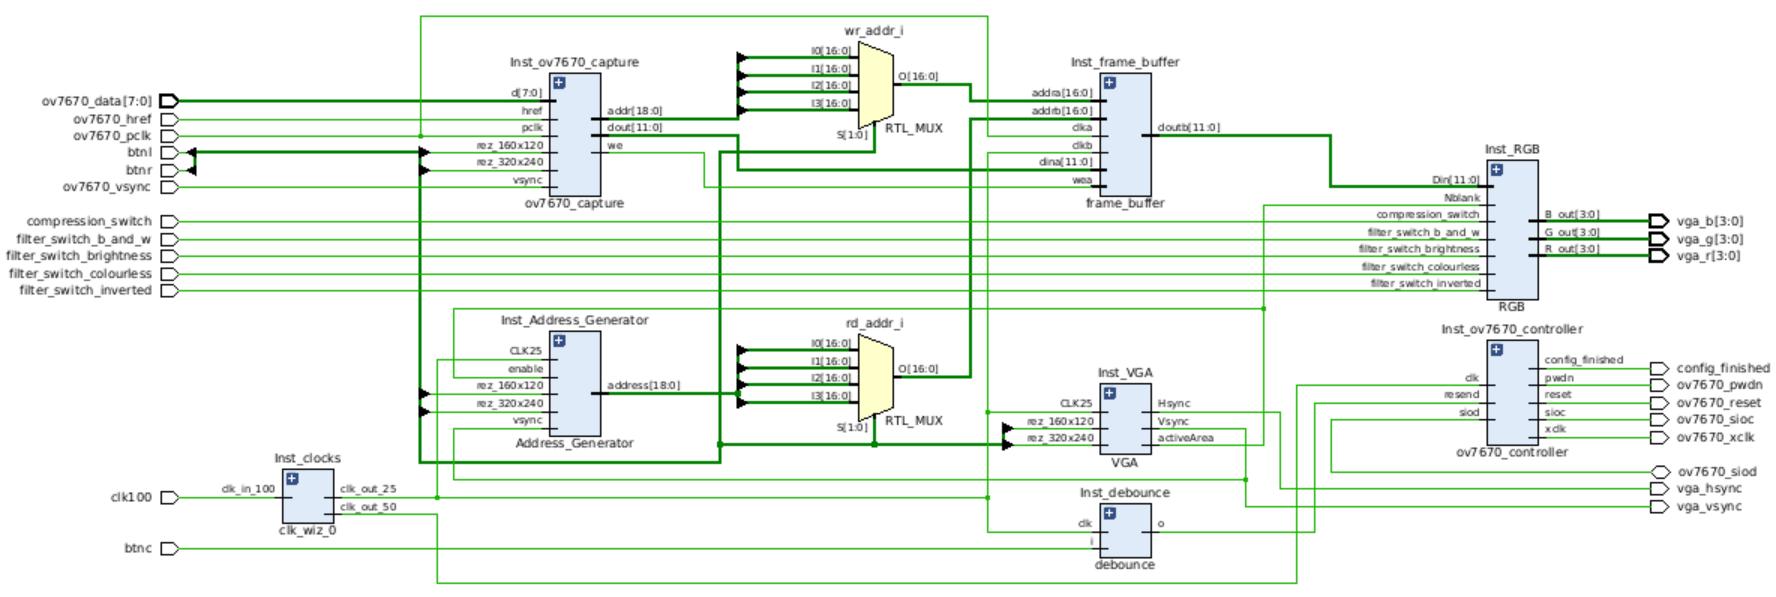 ov7670_data[7:0]
ov7670_href
ov7670_pclk
btnl
btnr
ov7670_vsync
compression_switch
filter_switch_b_and_w
filter_switch_brightness
filter_switch_colourless
filter_switch_inverted
clk100
btnc
Inst_clocks
clk_in_100
clk_out_25
clk_out_50
clk_wiz_0
Inst_ov7670_capture
d[7:0]
href
pclk
rez_160x120
rez_320x240
vsync
addr[18:0]
dout[11:0]
we
ov7670_capture
Inst_Address_Generator
CLK25
enable
rez_160x120
rez_320x240
vsync
address[18:0]
Address_Generator
wr_addr_i
I0[16:0]
I1[16:0]
I2[16:0]
I3[16:0]
S[1:0]
O[16:0]
RTL_MUX
rd_addr_i
I0[16:0]
I1[16:0]
I2[16:0]
I3[16:0]
S[1:0]
O[16:0]
RTL_MUX
Inst_frame_buffer
addra[16:0]
addrb[16:0]
clka
clkb
dina[11:0]
wea
doutb[11:0]
frame_buffer
Inst_VGA
CLK25
rez_160x120
rez_320x240
Hsync
Vsync
activeArea
VGA
Inst_debounce
clk
i
o
debounce
Inst_RGB
Din[11:0]
Nblank
compression_switch
filter_switch_b_and_w
filter_switch_brightness
filter_switch_colourless
filter_switch_inverted
B_out[3:0]
G_out[3:0]
R_out[3:0]
RGB
Inst_ov7670_controller
clk
resend
siod
config_finished
pwdn
reset
sioc
xclk
ov7670_controller
vga_b[3:0]
vga_g[3:0]
vga_r[3:0]
config_finished
ov7670_pwdn
ov7670_reset
ov7670_sioc
ov7670_xclk
ov7670_siod
vga_hsync
vga_vsync